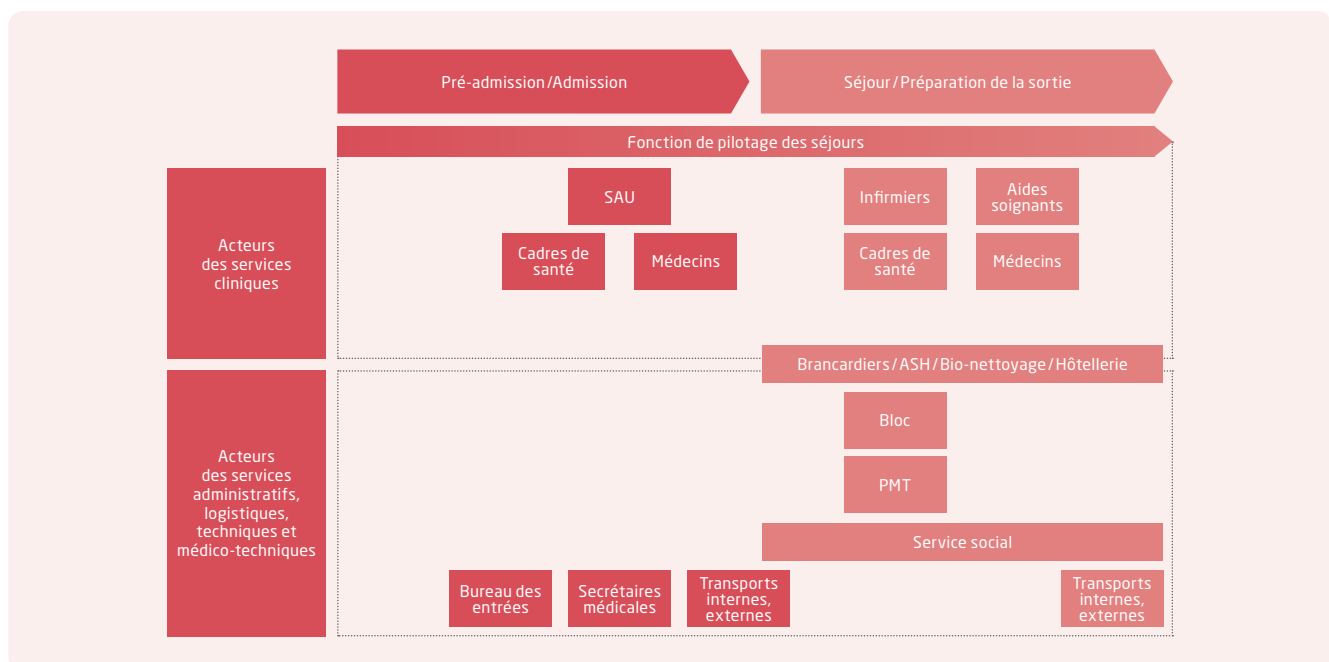 Pré-admission/Admission
Séjour/Préparation de la sortie
Fonction de pilotage des séjours
Acteurs
des services
cliniques
SAU
Cadres de
santé
Médecins
Infirmiers
Aides
soignants
Cadres de
santé
Médecins
Brancardiers/ASH/Bio-nettoyage/Hôtellerie
Acteurs
des services
administratifs,
logistiques,
techniques et
médico-techniques
Bloc
PMT
Service social
Bureau des
entrées
Secrétaires
médicales
Transports
internes,
externes
Transports
internes,
externes